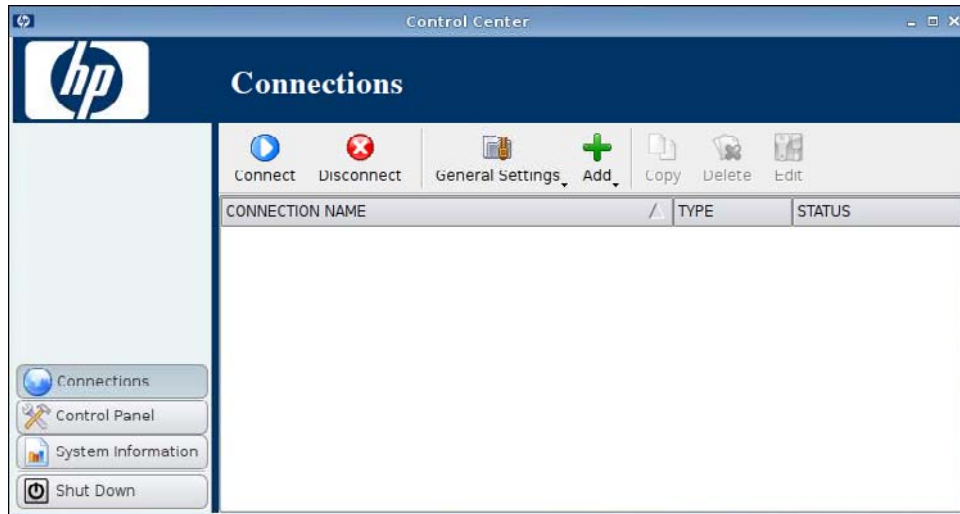 Control Center
hp
Connections
Connect Disconnect General Settings Add Copy Delete Edit
CONNECTION NAME TYPE STATUS
Connections
Control Panel
System Information
Shut Down